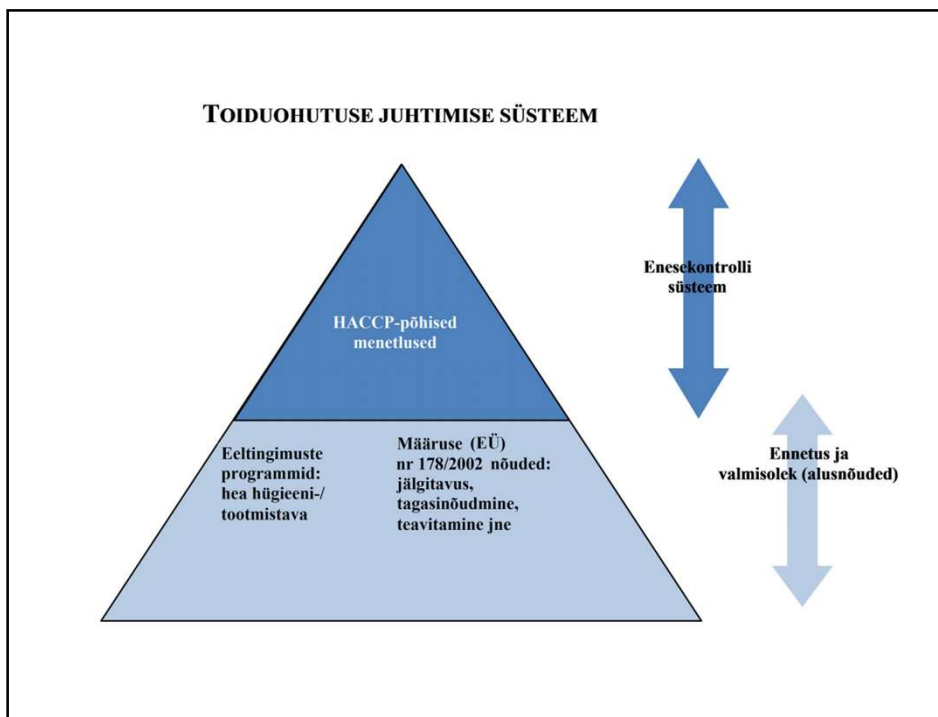 TOIDUOHUTUSE JUHTIMISE SÜSTEEM
HACCP-põhised
menetlused
Enesekontrolli
süsteem
Eeltingimuste
programmid:
hea hügieeni-/
tootmistava
Määruse (EÜ)
nr 178/2002 nõuded:
jälgitavus,
tagasinõudmine,
teavitamine jne
Ennetus ja
valmisolek (alusnõuded)